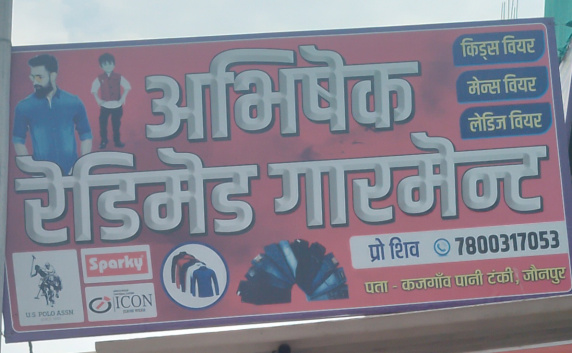 अभिषेक
रेडिमेड गारमेन्ट
किड्स वियर
मेन्स वियर
लेडिज वियर
U.S. POLO ASSN
Sparky
ICON
प्रो शिव 7800317053
पता - कजगाँव पानी टंकी, जौनपुर